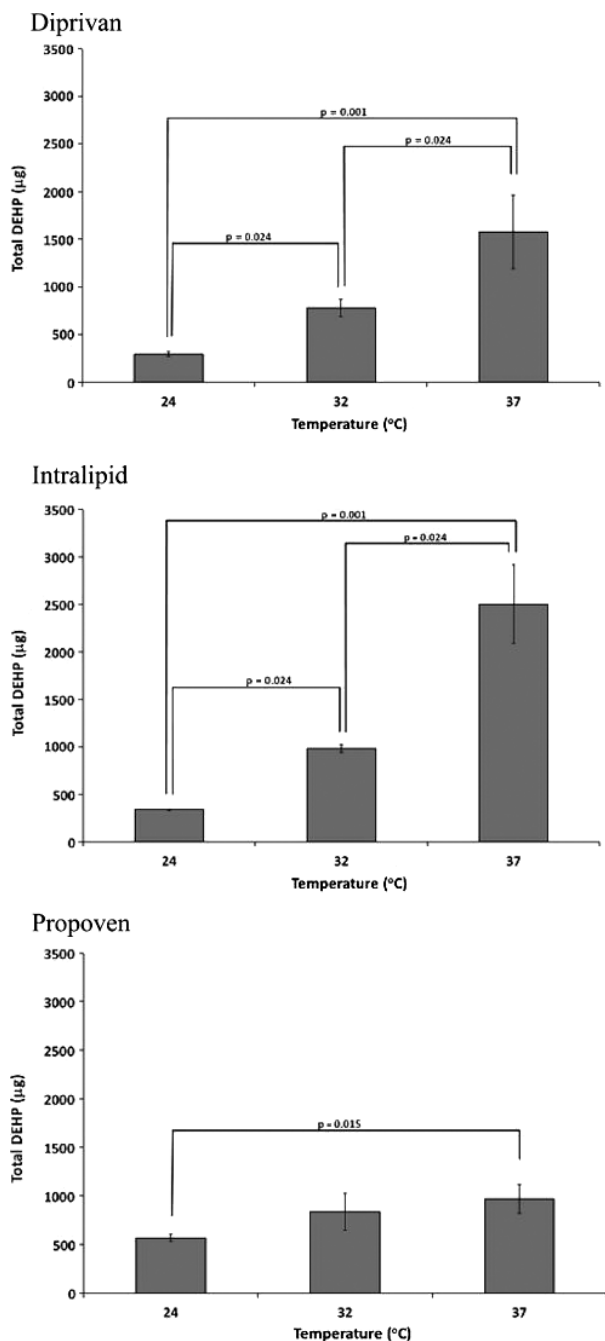 Diprivan
3500
3000
2500
2000
1500
1000
500
0
Total DEHP (µg)
p = 0.001
p = 0.024
p = 0.024
24 32 37
Temperature (°C)
Intralipid
3500
3000
2500
2000
1500
1000
500
0
Total DEHP (µg)
p = 0.001
p = 0.024
p = 0.024
24 32 37
Temperature (°C)
Propoven
3500
3000
2500
2000
1500
1000
500
0
Total DEHP (µg)
p = 0.015
24 32 37
Temperature (°C)